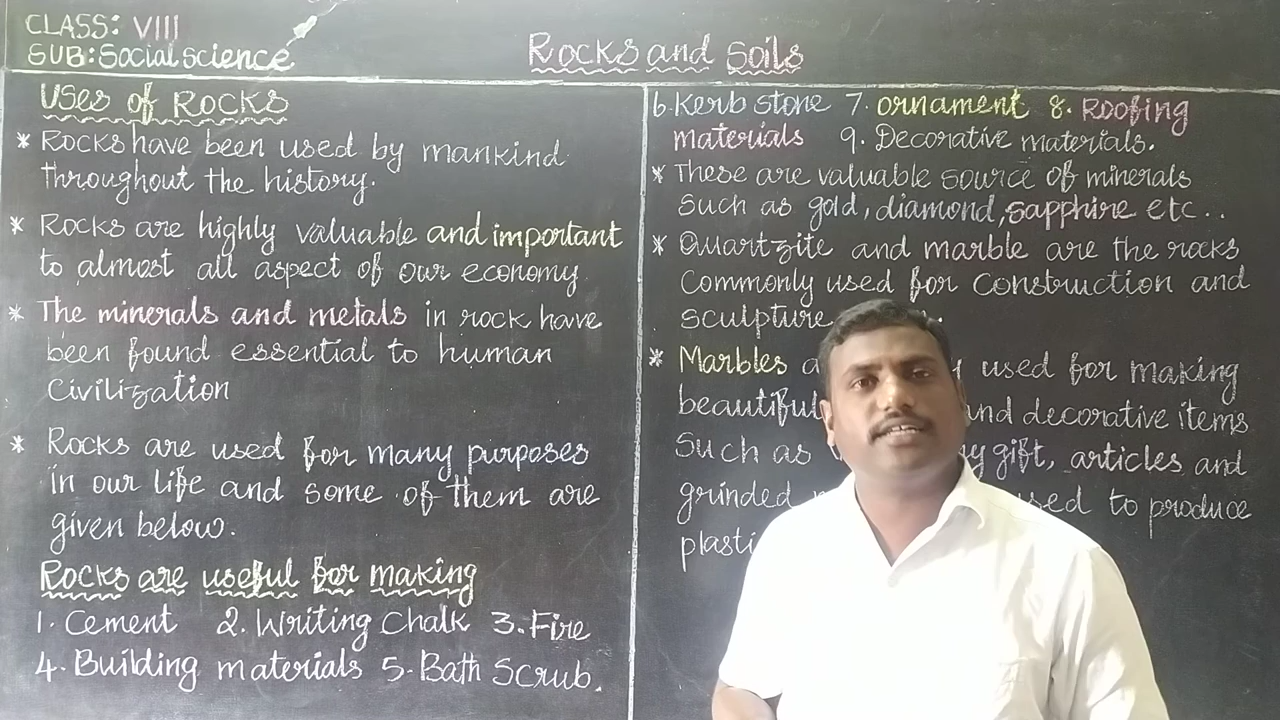 CLASS: VIII
SUB: Social science
Rocks and Soils
Uses of Rocks
* Rocks have been used by mankind
throughout the history.
* Rocks are highly valuable and important
to almost all aspect of our economy.
* The minerals and metals in rock have
been found essential to human
Civilization
* Rocks are used for many purposes
in our life and some of them are
given below.
Rocks are useful for making
1. Cement 2. Writing Chalk 3. Fire
4. Building materials 5. Bath Scrub.
6. Kerb stone 7. ornament 8. Roofing
materials 9. Decorative materials.
* These are valuable source of minerals
such as gold, diamond, sapphire etc..
* Quartzite and marble are the rocks
Commonly used for Construction and
sculpture
* Marbles used for making
beautiful and decorative items
Such as gift, articles and
grinded used to produce